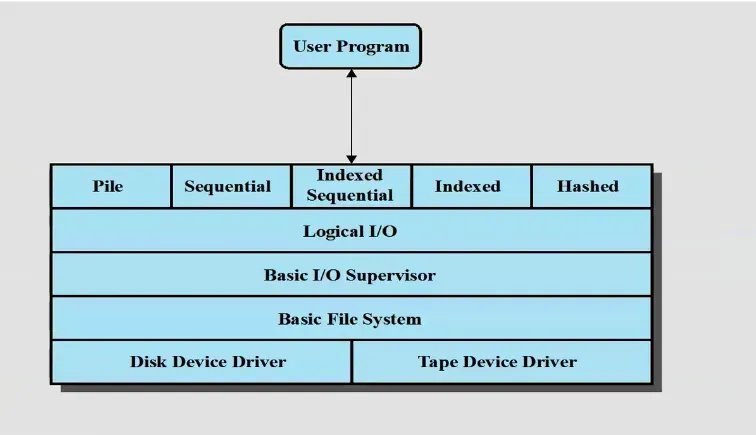 User Program
Pile
Sequential
Indexed
Sequential
Indexed
Hashed
Logical I/O
Basic I/O Supervisor
Basic File System
Disk Device Driver
Tape Device Driver